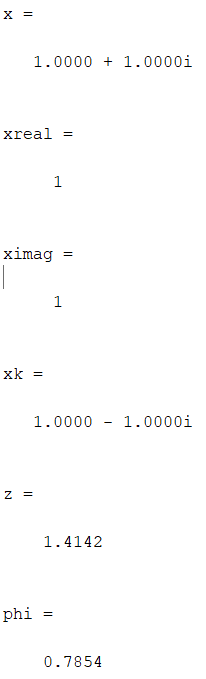 x =
1.0000 + 1.0000i
xreal =
1
ximag =
1
xk =
1.0000 - 1.0000i
z =
1.4142
phi =
0.7854